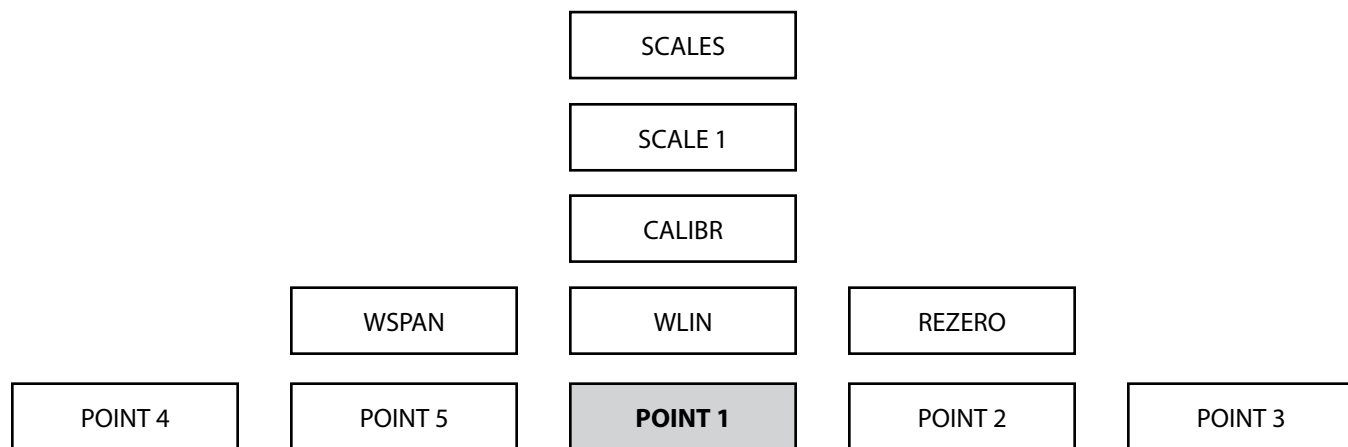 SCALES
SCALE 1
CALIBR
WSPAN WLIN REZERO
POINT 4 POINT 5 POINT 1 POINT 2 POINT 3